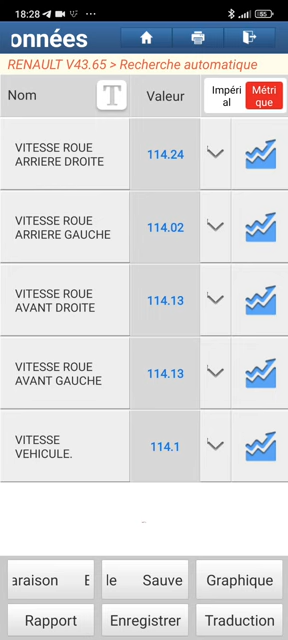 18:28
85
onnées
RENAULT V43.65 > Recherche automatique
Nom T Valeur Impéri
al Métri
que
VITESSE ROUE
ARRIERE DROITE 114.24
VITESSE ROUE
ARRIERE GAUCHE 114.02
VITESSE ROUE
AVANT DROITE 114.13
VITESSE ROUE
AVANT GAUCHE 114.13
VITESSE
VEHICULE. 114.1
araison E le Sauve Graphique
Rapport Enregistrer Traduction